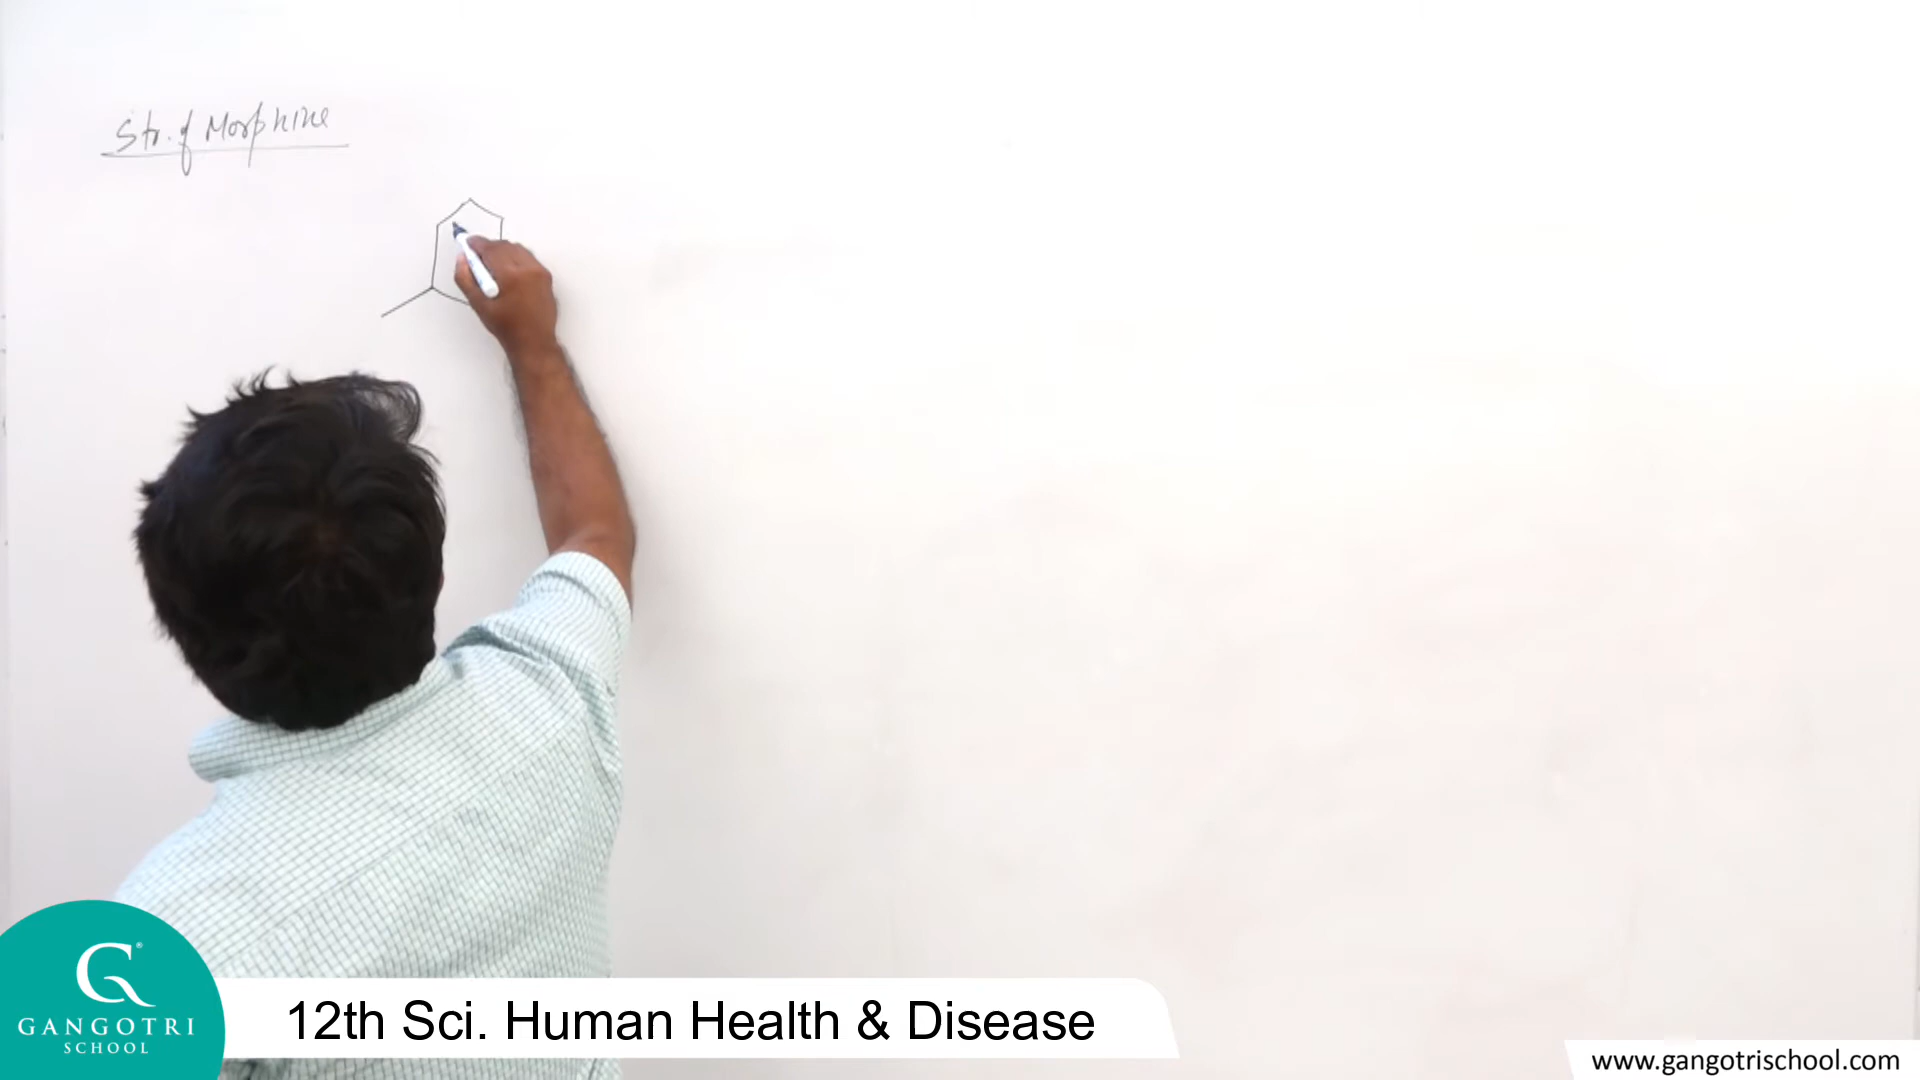 Str. of Morphine
G®
GANGOTRI
SCHOOL
12th Sci. Human Health & Disease
www.gangotrischool.com